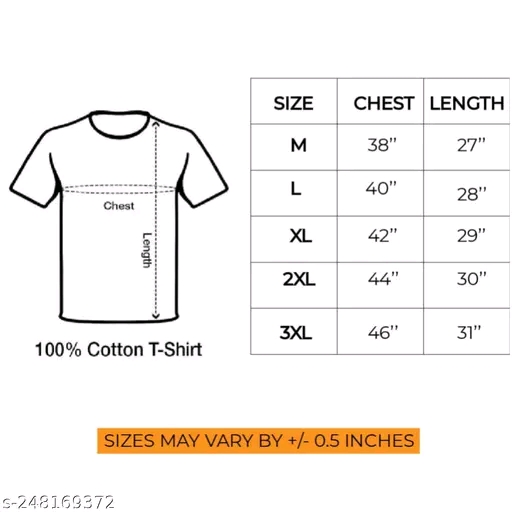 SIZE CHEST LENGTH
M 38’’ 27’’
L 40’’ 28’’
XL 42’’ 29’’
2XL 44’’ 30’’
3XL 46’’ 31’’
Chest
Length
100% Cotton T-Shirt
SIZES MAY VARY BY +/- 0.5 INCHES
s-248169372